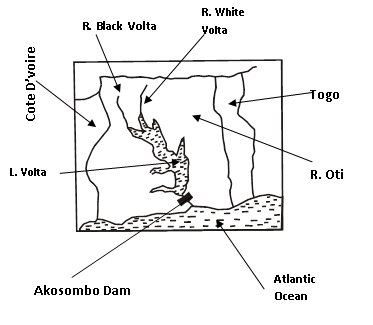 R. Black Volta
R. White
Volta
Cote D'voire
Togo
L. Volta
R. Oti
Akosombo Dam
Atlantic
Ocean